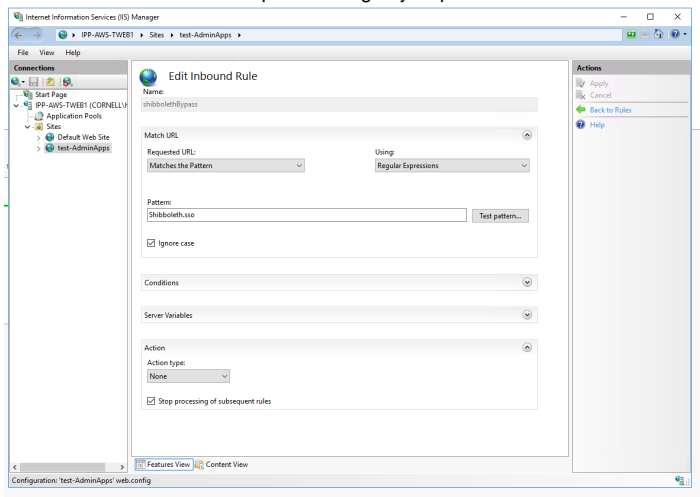 Internet Information Services (IIS) Manager
IPP-AWS-TWEB1 ▸ Sites ▸ test-AdminApps ▸
File View Help
Connections
Start Page
IPP-AWS-TWEB1 (CORNELL\
Application Pools
Sites
Default Web Site
test-AdminApps
Edit Inbound Rule
Name:
shibbolethBypass
Match URL
Requested URL:
Using:
Matches the Pattern
Regular Expressions
Pattern:
Shibboleth.sso
Test pattern...
Ignore case
Conditions
Server Variables
Action
Action type:
None
Stop processing of subsequent rules
Features View
Content View
Actions
Apply
Cancel
Back to Rules
Help
Configuration: 'test-AdminApps' web.config